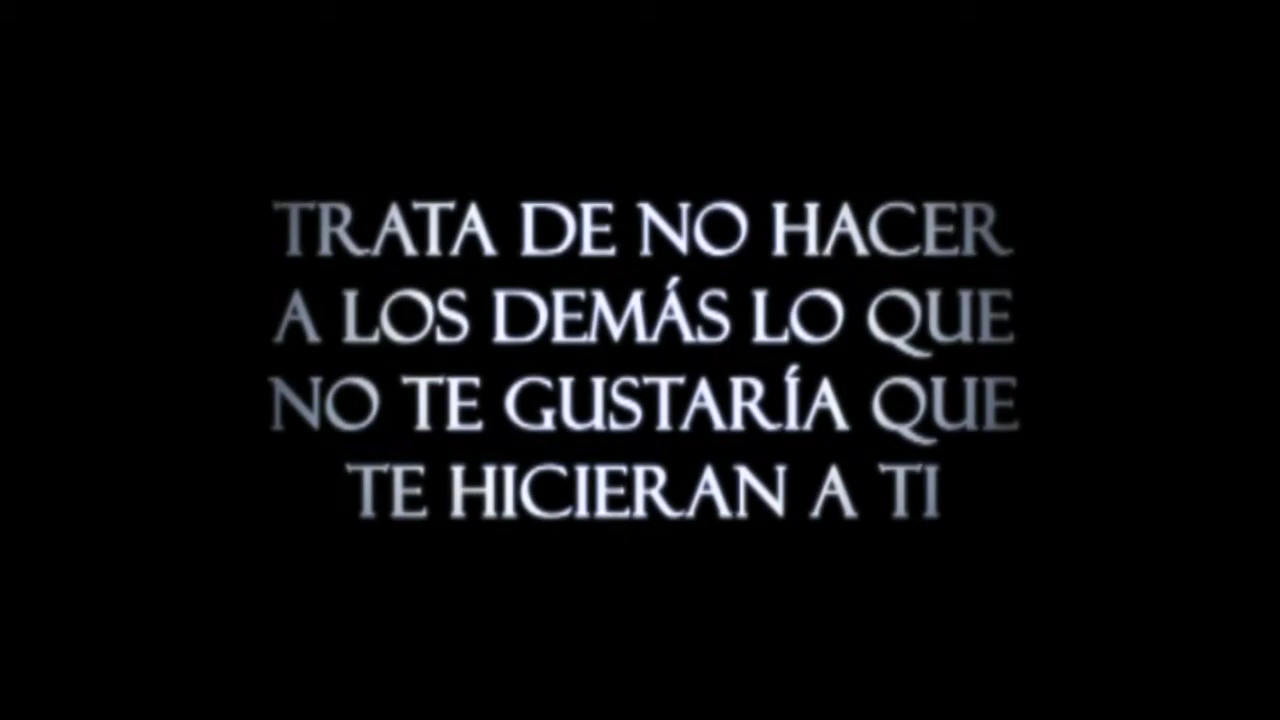 TRATA DE NO HACER
A LOS DEMÁS LO QUE
NO TE GUSTARÍA QUE
TE HICIERAN A TI